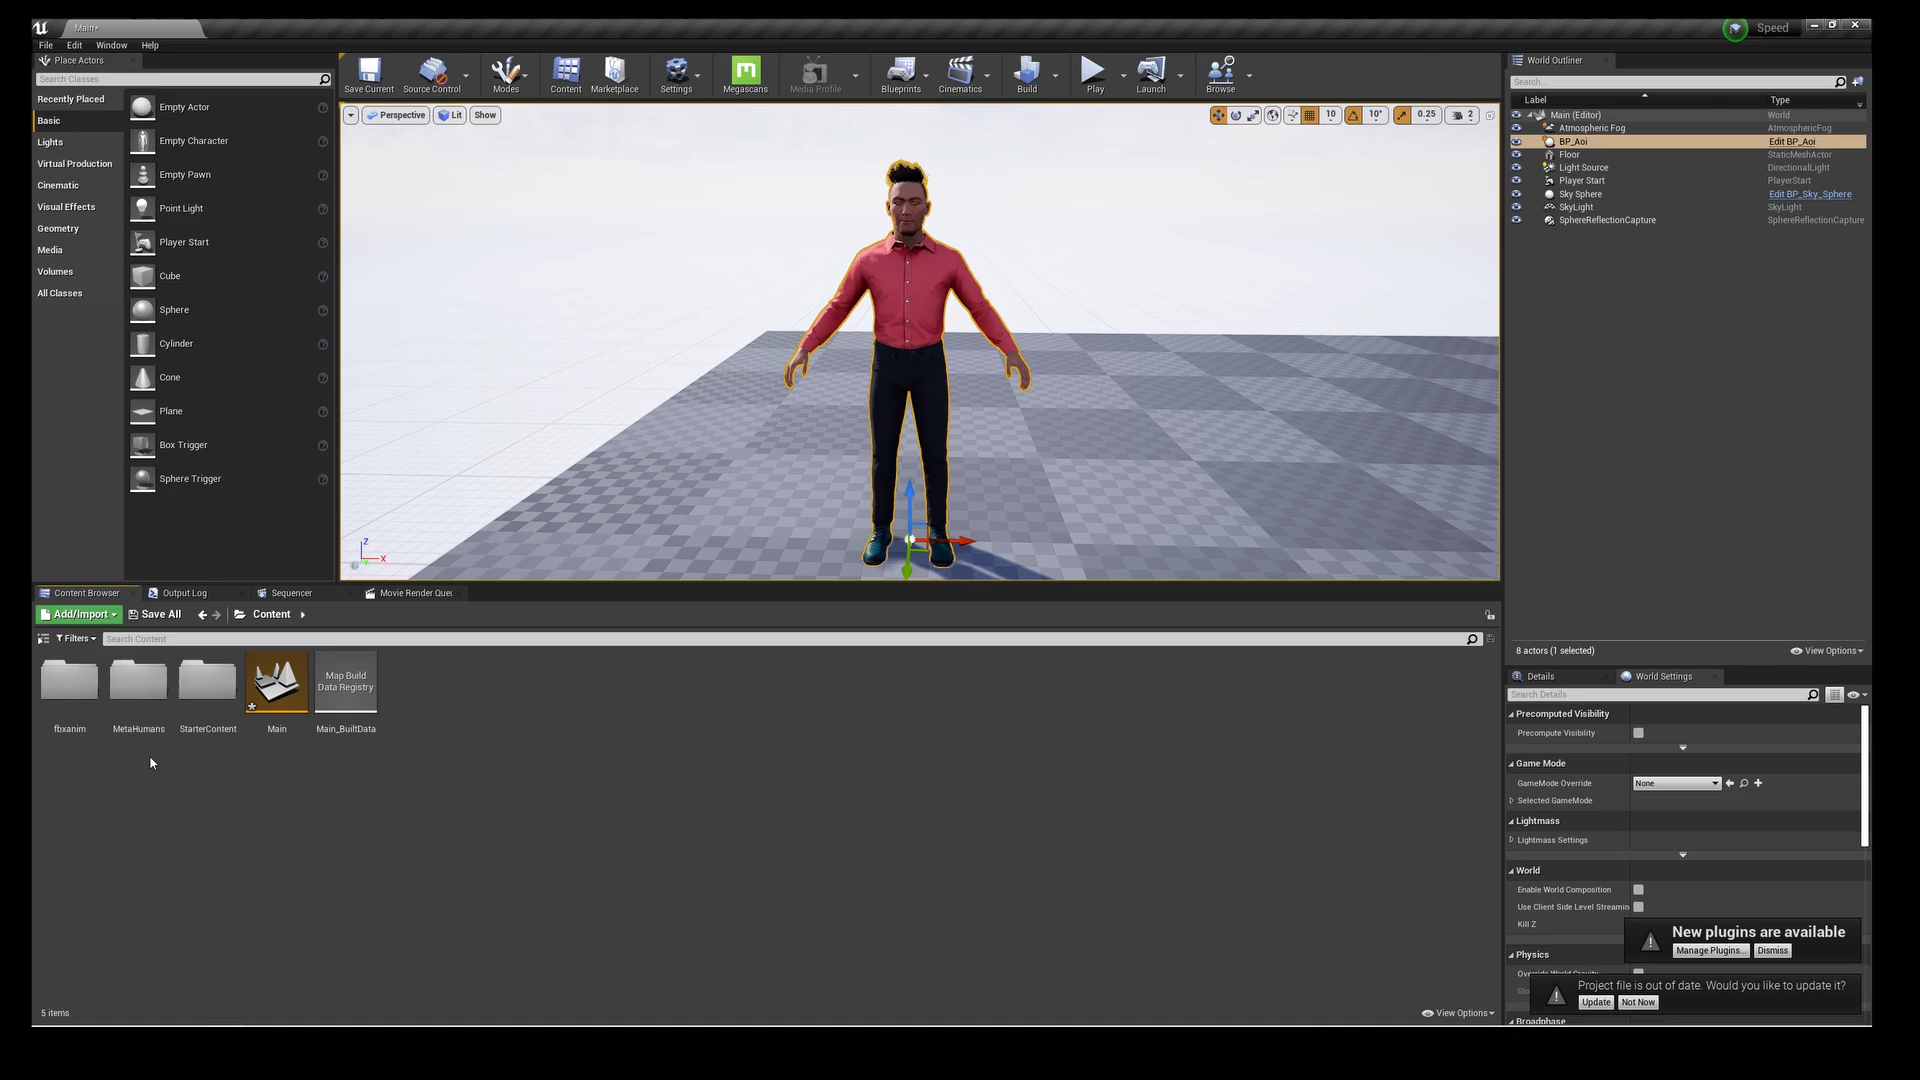 Main*
Speed
File Edit Window Help
Place Actors
Search Classes
Recently Placed
Basic
Lights
Virtual Production
Cinematic
Visual Effects
Geometry
Media
Volumes
All Classes
Empty Actor
Empty Character
Empty Pawn
Point Light
Player Start
Cube
Sphere
Cylinder
Cone
Plane
Box Trigger
Sphere Trigger
Save Current
Source Control
Modes
Content
Marketplace
Settings
Megascans
Media Profile
Blueprints
Cinematics
Build
Play
Launch
Browse
Perspective Lit Show
10 10° 0.25 2
Z
X
World Outliner
Search...
Label Type
Main (Editor) World
Atmospheric Fog AtmosphericFog
BP_Aoi Edit BP_Aoi
Floor StaticMeshActor
Light Source DirectionalLight
Player Start PlayerStart
Sky Sphere Edit BP_Sky_Sphere
SkyLight SkyLight
SphereReflectionCapture SphereReflectionCapture
8 actors (1 selected) View Options
Content Browser Output Log Sequencer Movie Render Que
Add/Import Save All Content
Filters Search Content
Map Build
Data Registry
fbxanim MetaHumans StarterContent Main Main_BuiltData
5 items View Options
Details World Settings
Search Details
Precomputed Visibility
Precompute Visibility
Game Mode
GameMode Override None
Selected GameMode
Lightmass
Lightmass Settings
World
Enable World Composition
Use Client Side Level Streamin
Kill Z
New plugins are available
Manage Plugins... Dismiss
Physics
Override World Gravity
Project file is out of date. Would you like to update it?
Update Not Now
Broadphase